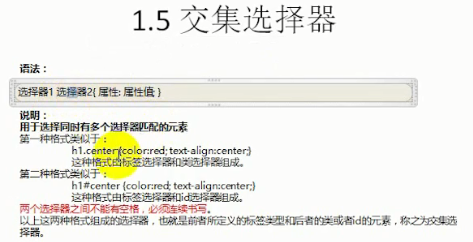 1.5 交集选择器
语法：
选择器1 选择器2{ 属性: 属性值; }
说明：
用于选择同时有多个选择器匹配的元素
第一种格式类似于：
h1.center {color:red; text-align:center;}
这种格式由标签选择器和类选择器组成。
第二种格式类似于：
h1#center {color:red; text-align:center;}
这种格式由标签选择器和id选择器组成。
两个选择器之间不能有空格，必须连续书写。
以上这两种格式组成的选择器，也就是前者所定义的标签类型和后者的类或者id的元素，称之为交集选
择器。